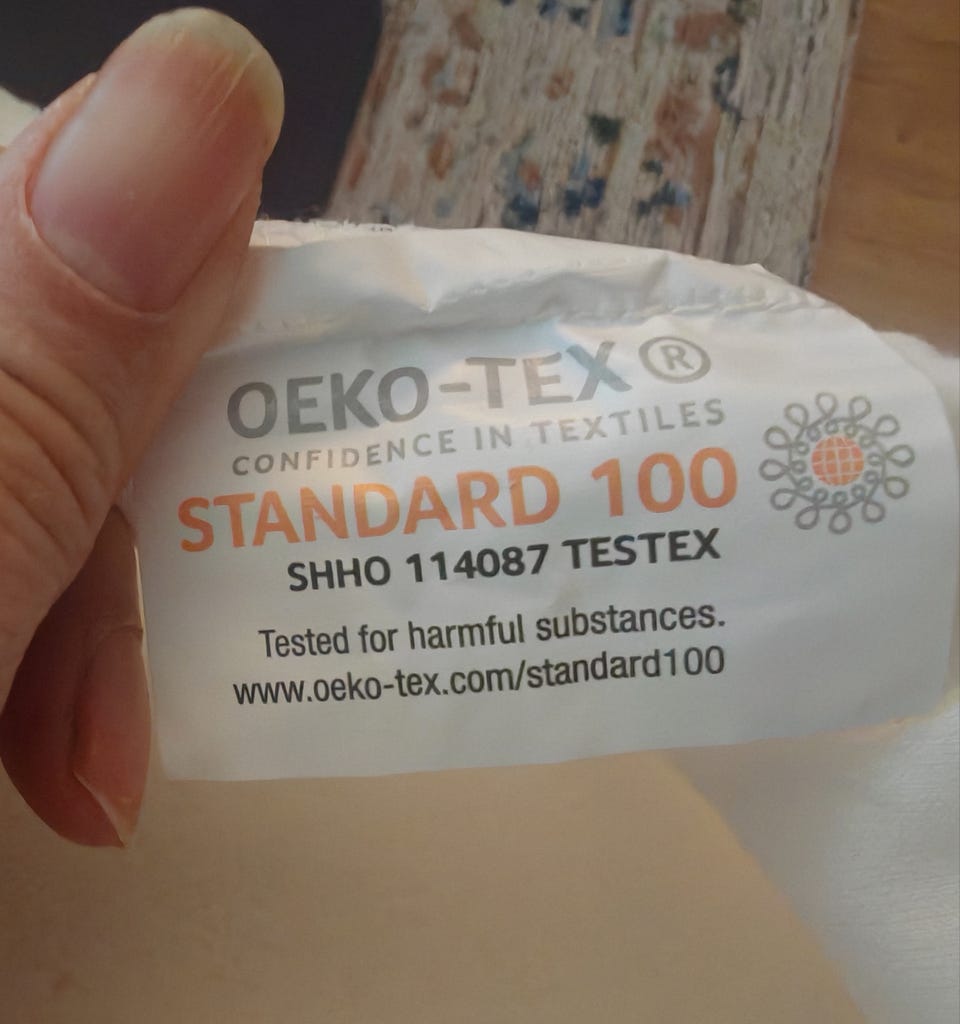 OEKO-TEX®
CONFIDENCE IN TEXTILES
STANDARD 100
SHHO 114087 TESTEX
Tested for harmful substances.
www.oeko-tex.com/standard100